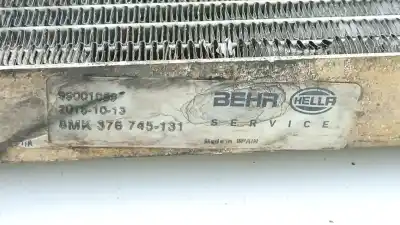 BEHR HELLA
SERVICE
2010-10-13
8MK 376 745-131
Made in SPAIN